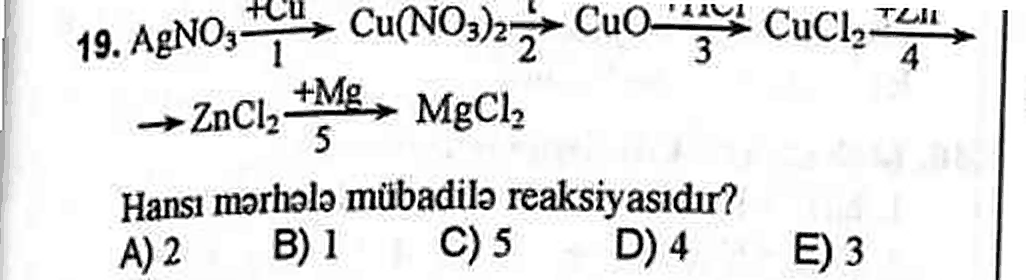 19. AgNO₃ +Cu 1 → Cu(NO₃)₂ t 2 → CuO +HCl 3 → CuCl₂ +Zn 4 →
→ ZnCl₂ +Mg 5 → MgCl₂
Hansı mərhələ mübadilə reaksiyasıdır?
A) 2 B) 1 C) 5 D) 4 E) 3